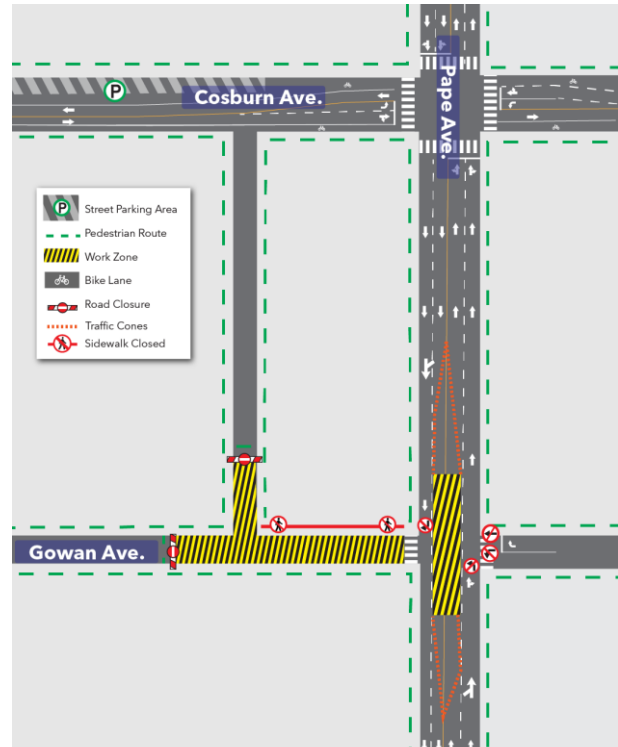 P
Cosburn Ave.
Pape Ave.
P
Street Parking Area
Pedestrian Route
Work Zone
Bike Lane
Road Closure
Traffic Cones
Sidewalk Closed
Gowan Ave.